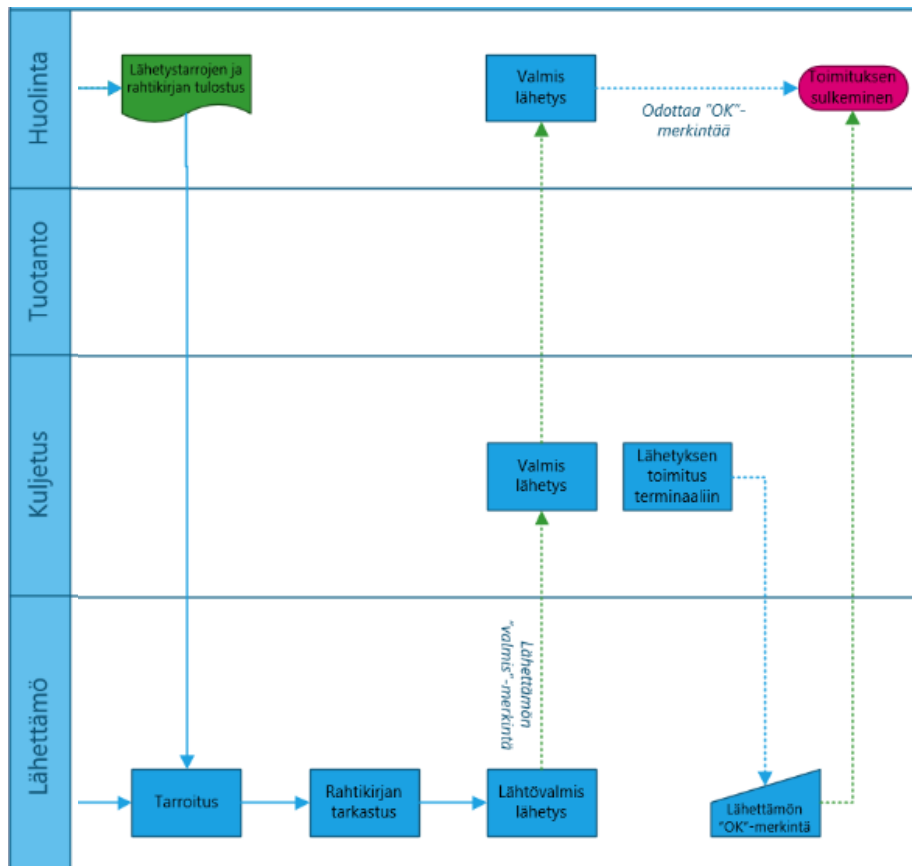 Huolinta
Lähetystarrojen ja
rahtikirjan tulostus
Valmis
lähetys
Odottaa "OK"-
merkintää
Toimituksen
sulkeminen
Tuotanto
Kuljetus
Valmis
lähetys
Lähetyksen
toimitus
terminaaliin
Lähettämö
Lähettämön
"valmis"-merkintä
Tarroitus
Rahtikirjan
tarkastus
Lähtövalmis
lähetys
Lähettämön
"OK"-merkintä